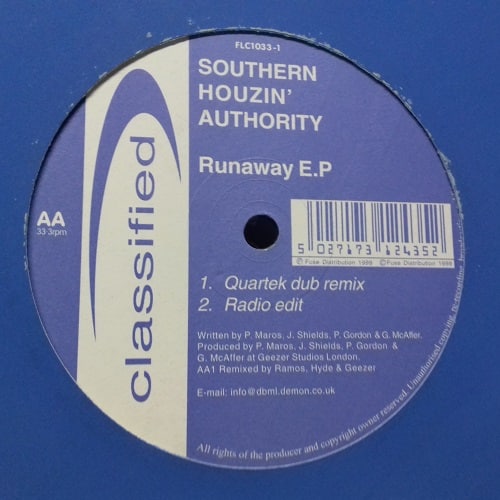 FLC1033-1
SOUTHERN
HOUZIN'
AUTHORITY
Runaway E.P
classified
AA
33.3rpm
5 027173 124352
©Fuse Distribution 1999 ©Fuse Distribution 1999
1. Quartek dub remix
2. Radio edit
Written by P. Maros, J. Shields, P. Gordon & G. McAffer.
Produced by P. Maros, J. Shields, P. Gordon &
G. McAffer at Geezer Studios London.
AA1 Remixed by Ramos, Hyde & Geezer
E-mail: info@dbml.demon.co.uk
All rights of the producer and copyright owner reserved. Unauthorised copying, re-recording